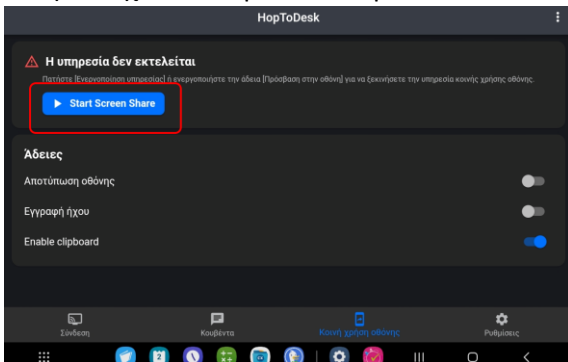 HopToDesk
Η υπηρεσία δεν εκτελείται
Πατήστε [Ενεργοποίηση υπηρεσίας] ή ενεργοποιήστε την άδεια [Πρόσβαση στην οθόνη] για να ξεκινήσετε την υπηρεσία κοινής χρήσης οθόνης.
Start Screen Share
Άδειες
Αποτύπωση οθόνης
Εγγραφή ήχου
Enable clipboard
Σύνδεση Κουβέντα Κοινή χρήση οθόνης Ρυθμίσεις
2